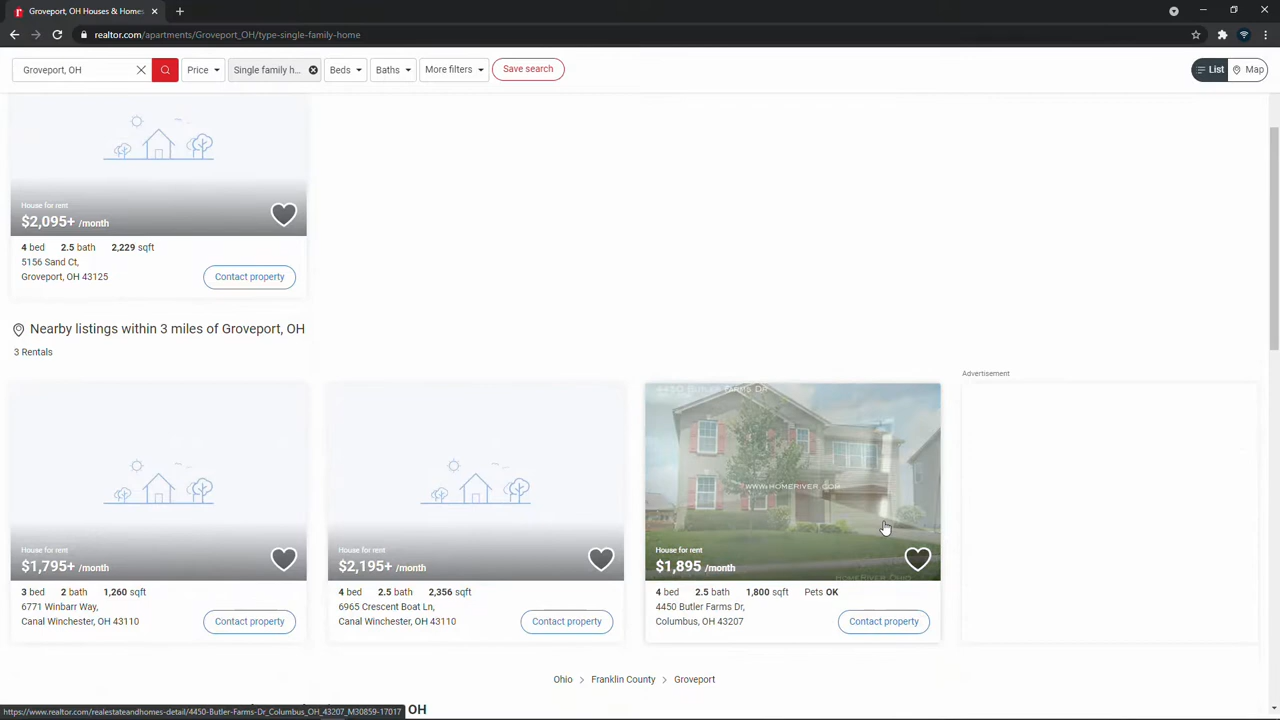 Groveport, OH Houses & Homes
realtor.com/apartments/Groveport_OH/type-single-family-home
Groveport, OH
Price
Single family h...
Beds
Baths
More filters
Save search
List
Map
House for rent
$2,095+ /month
4 bed 2.5 bath 2,229 sqft
5156 Sand Ct,
Groveport, OH 43125
Contact property
Nearby listings within 3 miles of Groveport, OH
3 Rentals
Advertisement
House for rent
$1,795+ /month
3 bed 2 bath 1,260 sqft
6771 Winbarr Way,
Canal Winchester, OH 43110
Contact property
House for rent
$2,195+ /month
4 bed 2.5 bath 2,356 sqft
6965 Crescent Boat Ln,
Canal Winchester, OH 43110
Contact property
4450 Butler Farms Dr
www.HomeRiver.com
HomeRiver Ohio
House for rent
$1,895 /month
4 bed 2.5 bath 1,800 sqft Pets OK
4450 Butler Farms Dr,
Columbus, OH 43207
Contact property
Ohio > Franklin County > Groveport
OH
https://www.realtor.com/realestateandhomes-detail/4450-Butler-Farms-Dr_Columbus_OH_43207_M30859-17017